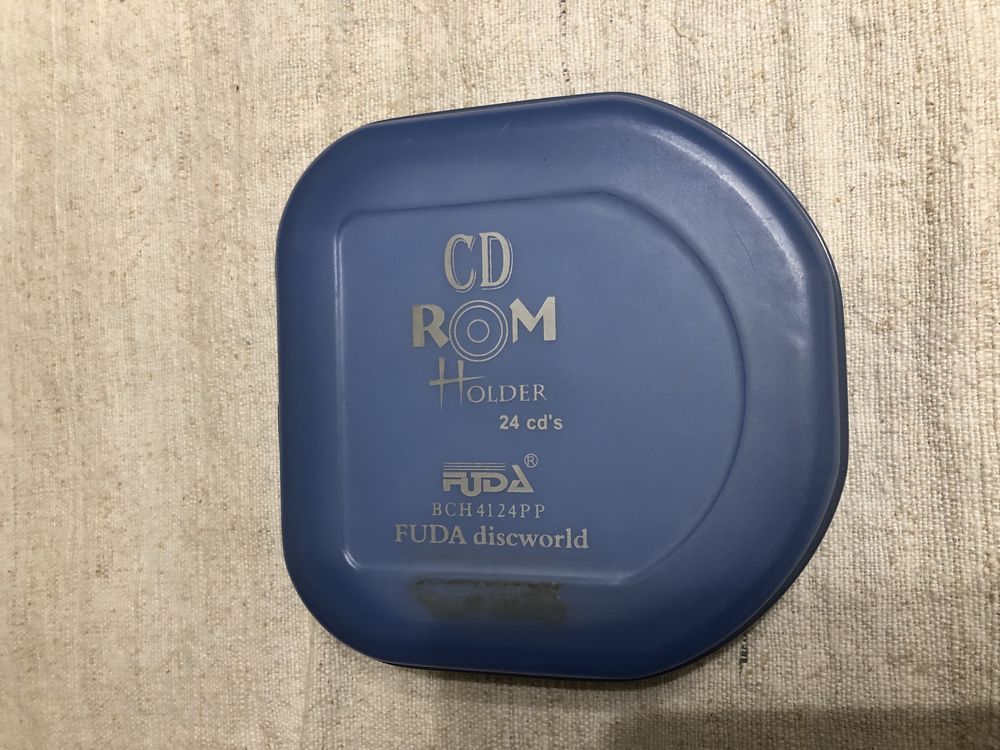 CD
ROM
HOLDER
24 cd's
FUDA®
BCH4124PP
FUDA discworld